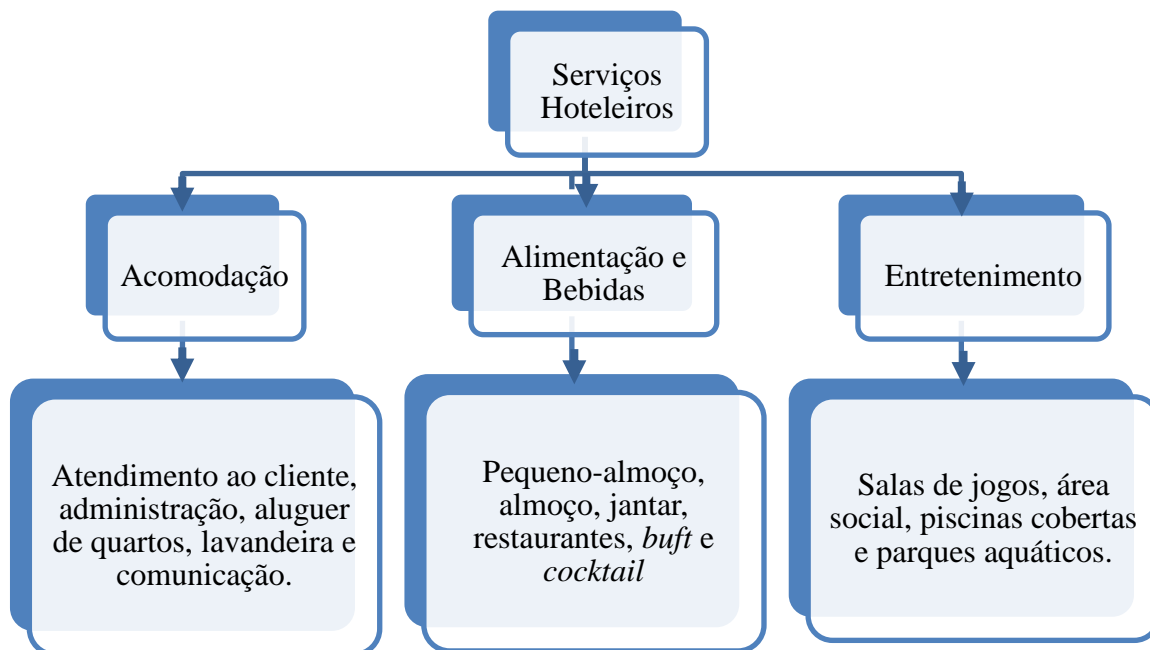 Serviços
Hoteleiros
Acomodação
Alimentação e
Bebidas
Entretenimento
Atendimento ao cliente,
administração, aluguer
de quartos, lavandeira e
comunicação.
Pequeno-almoço,
almoço, jantar,
restaurantes, buft e
cocktail
Salas de jogos, área
social, piscinas cobertas
e parques aquáticos.